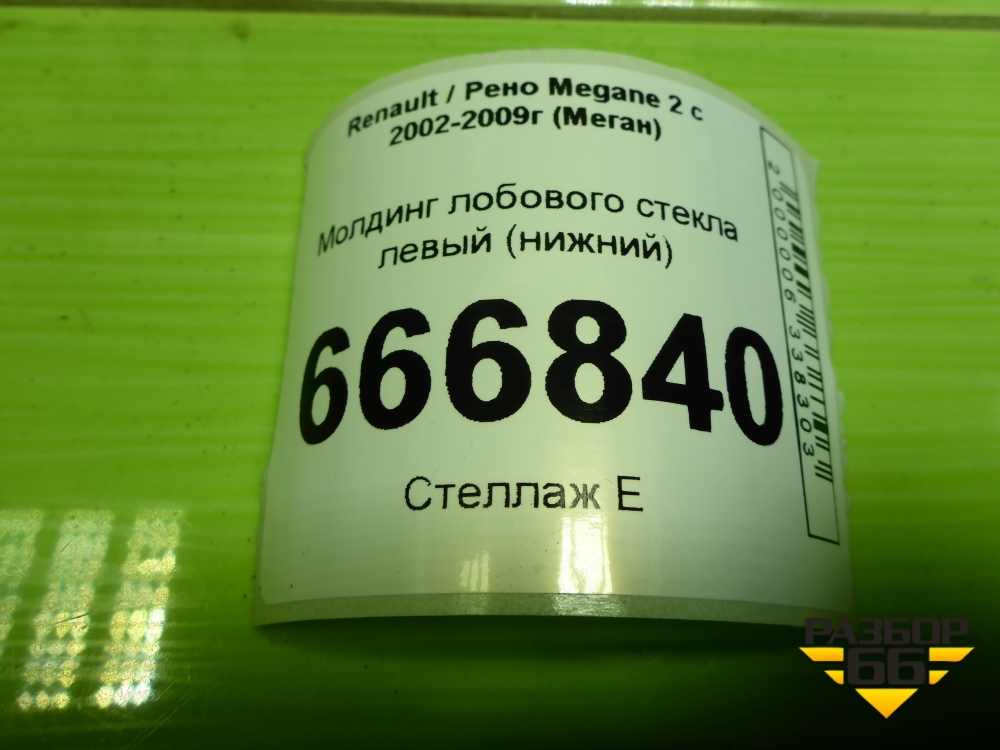 Renault / Рено Megane 2 с
2002-2009г (Меган)
Молдинг лобового стекла
левый (нижний)
666840
Стеллаж Е
2000006338303
РАЗБОР
66